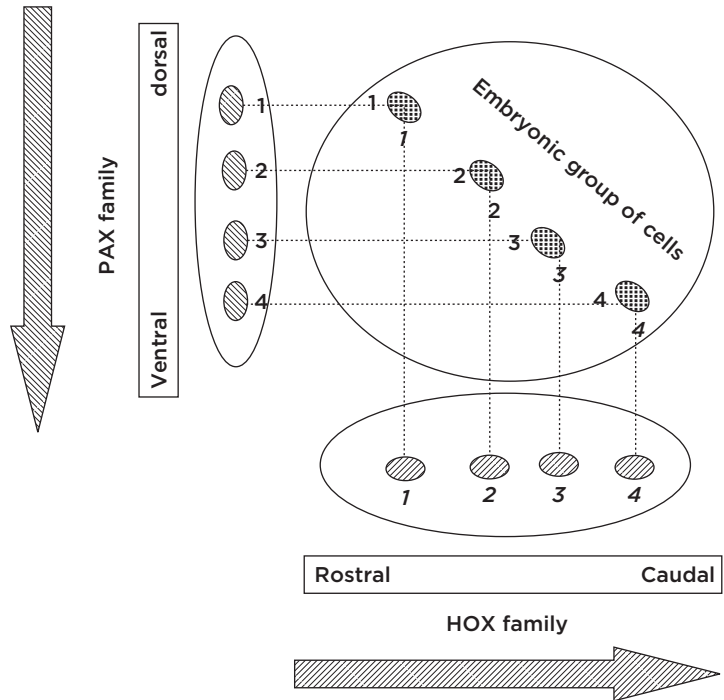 dorsal
PAX family
Ventral
1
2
3
4
Embryonic group of cells
1
1
2
2
3
3
4
4
1
2
3
4
Rostral
Caudal
HOX family